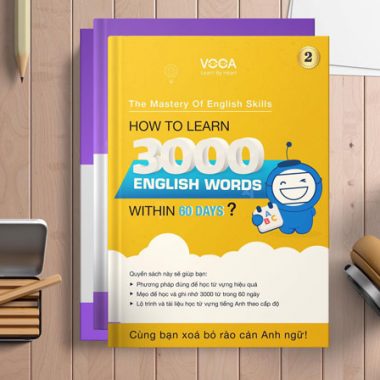 VOCA
Learn By Heart
2
The Mastery Of English Skills
HOW TO LEARN
3000
ENGLISH WORDS
WITHIN 60 DAYS ?
A
B C
Quyển sách này sẽ giúp bạn:
Phương pháp đúng để học từ vựng hiệu quả
Mẹo để học và ghi nhớ 3000 từ trong 60 ngày
Lộ trình và tài liệu học từ vựng tiếng Anh theo cấp độ
Cùng bạn xoá bỏ rào cản Anh ngữ!